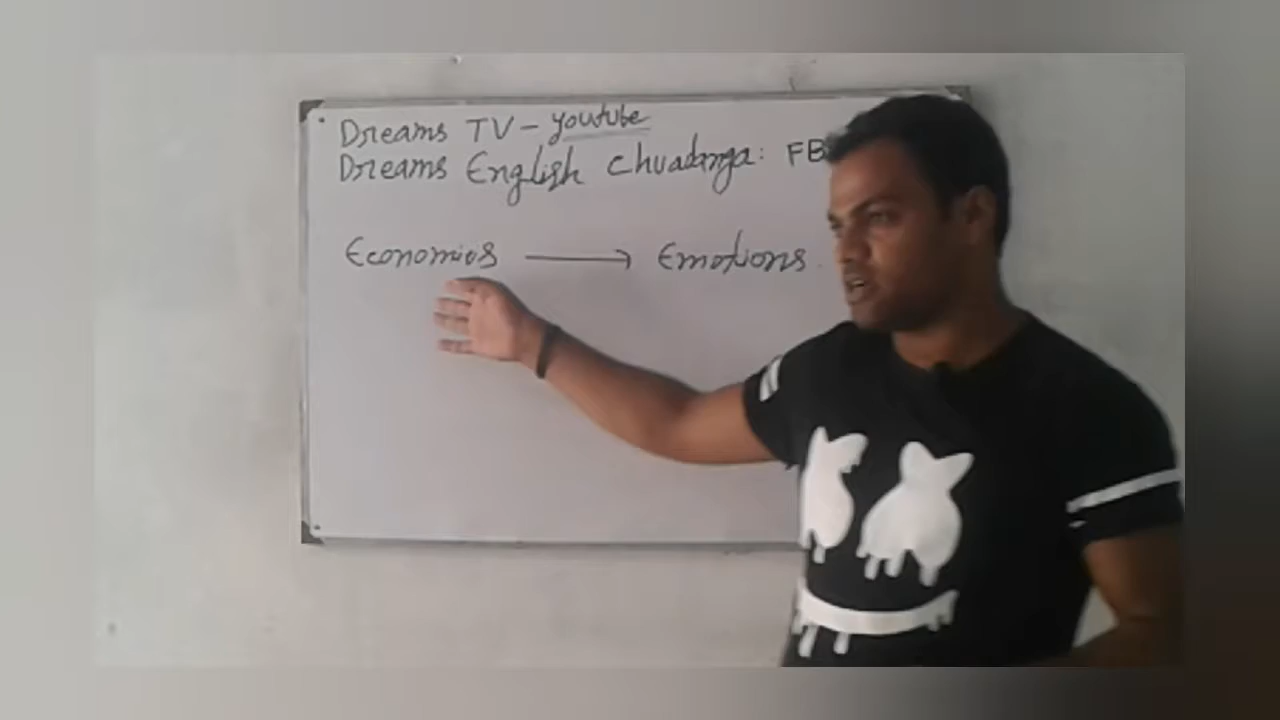 Dreams TV - youtube
Dreams English Chuadanga: FB
Economics → Emotions